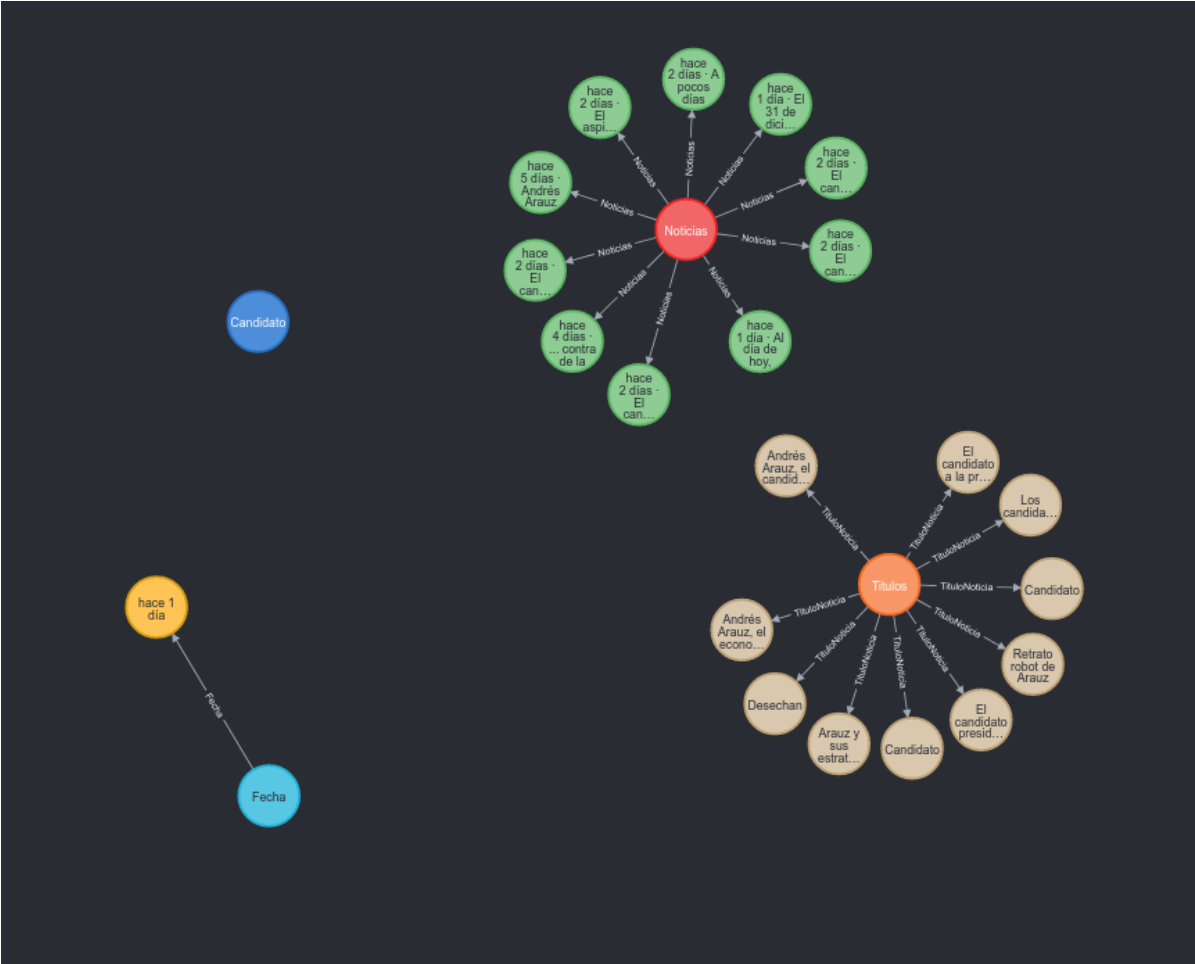 hace
2 días · A
pocos
días
hace
2 días ·
El
aspi...
hace
1 día · El
31 de
dici...
hace
5 días ·
Andrés
Arauz
hace
2 días ·
El
can...
Noticias
hace
2 días ·
El
can...
hace
2 días ·
El
can...
hace
4 días ·
... contra
de la
hace
1 día · Al
día de
hoy,
hace
2 días ·
El
can...
Noticias
Noticias
Noticias
Noticias
Noticias
Noticias
Noticias
Noticias
Noticias
Noticias
Candidato
Andrés
Arauz, el
candid...
El
candidato
a la pr...
Los
candida...
Títulos
Candidato
Andrés
Arauz, el
econo...
Retrato
robot de
Arauz
Desechan
El
candidato
presid...
Arauz y
sus
estrat...
Candidato
TituloNoticia
TituloNoticia
TituloNoticia
TituloNoticia
TituloNoticia
TituloNoticia
TituloNoticia
TituloNoticia
TituloNoticia
TituloNoticia
hace 1
día
Fecha
Fecha